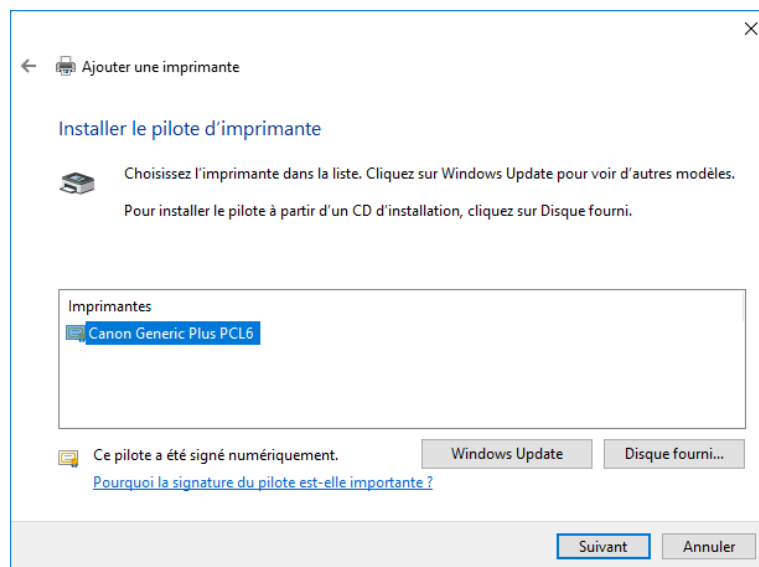 Ajouter une imprimante
Installer le pilote d’imprimante
Choisissez l’imprimante dans la liste. Cliquez sur Windows Update pour voir d’autres modèles.
Pour installer le pilote à partir d’un CD d’installation, cliquez sur Disque fourni.
Imprimantes
Canon Generic Plus PCL6
Ce pilote a été signé numériquement.
Windows Update
Disque fourni...
Pourquoi la signature du pilote est-elle importante ?
Suivant
Annuler